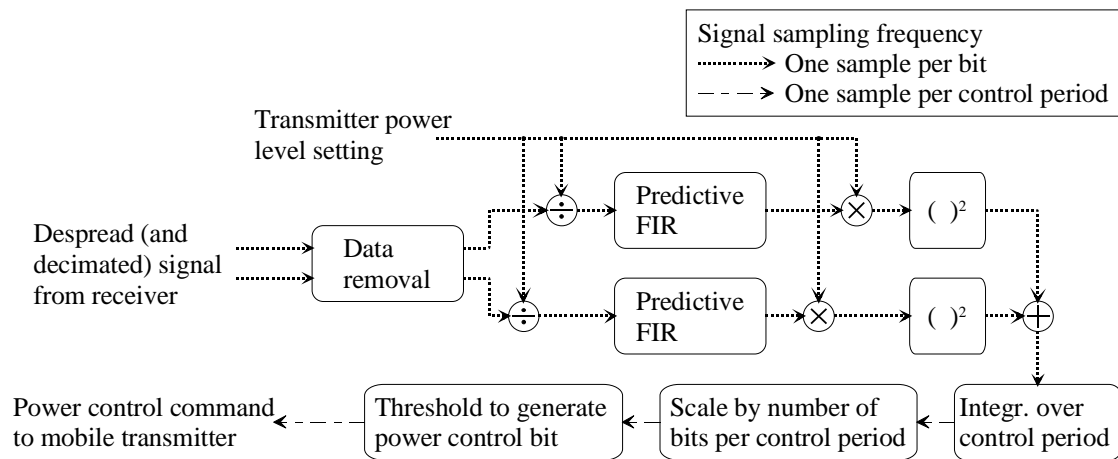 Signal sampling frequency
One sample per bit
One sample per control period
Transmitter power
level setting
÷
Predictive
FIR
×
( )²
Despread (and
decimated) signal
from receiver
Data
removal
÷
Predictive
FIR
×
( )²
+
Power control command
to mobile transmitter
Threshold to generate
power control bit
Scale by number of
bits per control period
Integr. over
control period